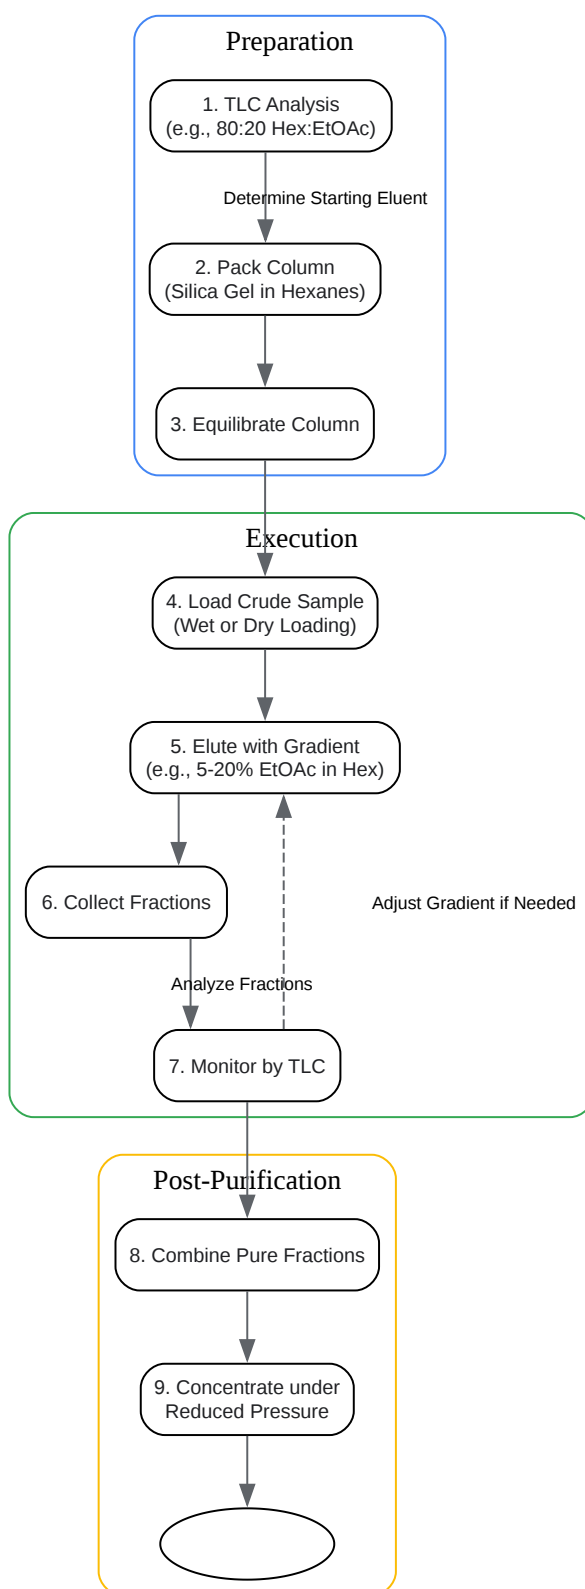 Preparation
1. TLC Analysis
(e.g., 80:20 Hex:EtOAc)
Determine Starting Eluent
2. Pack Column
(Silica Gel in Hexanes)
3. Equilibrate Column
Execution
4. Load Crude Sample
(Wet or Dry Loading)
5. Elute with Gradient
(e.g., 5-20% EtOAc in Hex)
6. Collect Fractions
Adjust Gradient if Needed
Analyze Fractions
7. Monitor by TLC
Post-Purification
8. Combine Pure Fractions
9. Concentrate under
Reduced Pressure